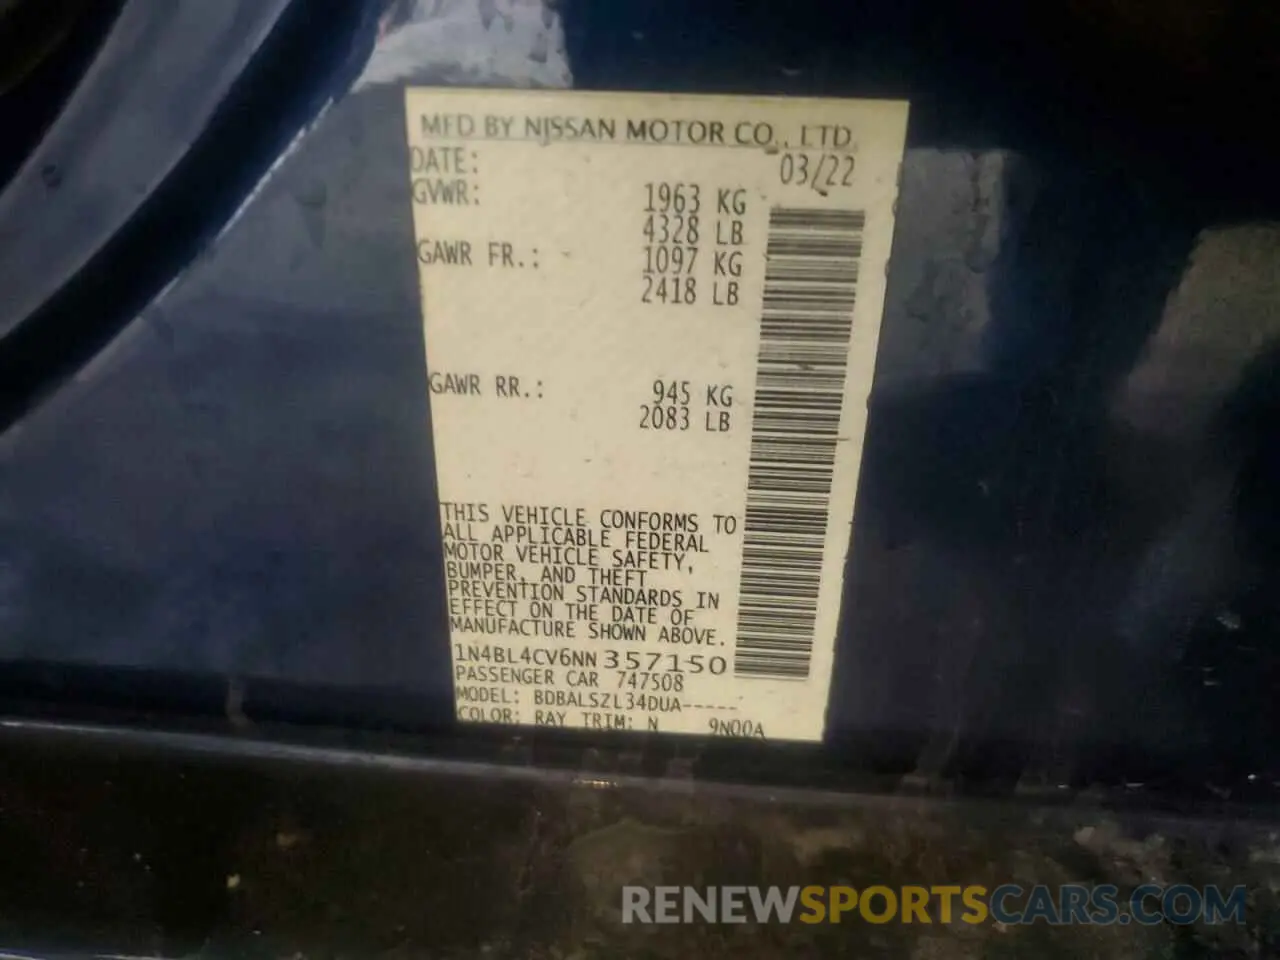 MFD BY NISSAN MOTOR CO., LTD.
DATE: 03/22
GVWR: 1963 KG
4328 LB
GAWR FR.: 1097 KG
2418 LB
GAWR RR.: 945 KG
2083 LB
THIS VEHICLE CONFORMS TO
ALL APPLICABLE FEDERAL
MOTOR VEHICLE SAFETY,
BUMPER, AND THEFT
PREVENTION STANDARDS IN
EFFECT ON THE DATE OF
MANUFACTURE SHOWN ABOVE.
1N4BL4CV6NN357150
PASSENGER CAR 747508
MODEL: BDBALSZL34DUA-----
COLOR: RAY TRIM: N 9N00A
RENEWSPORTSCARS.COM